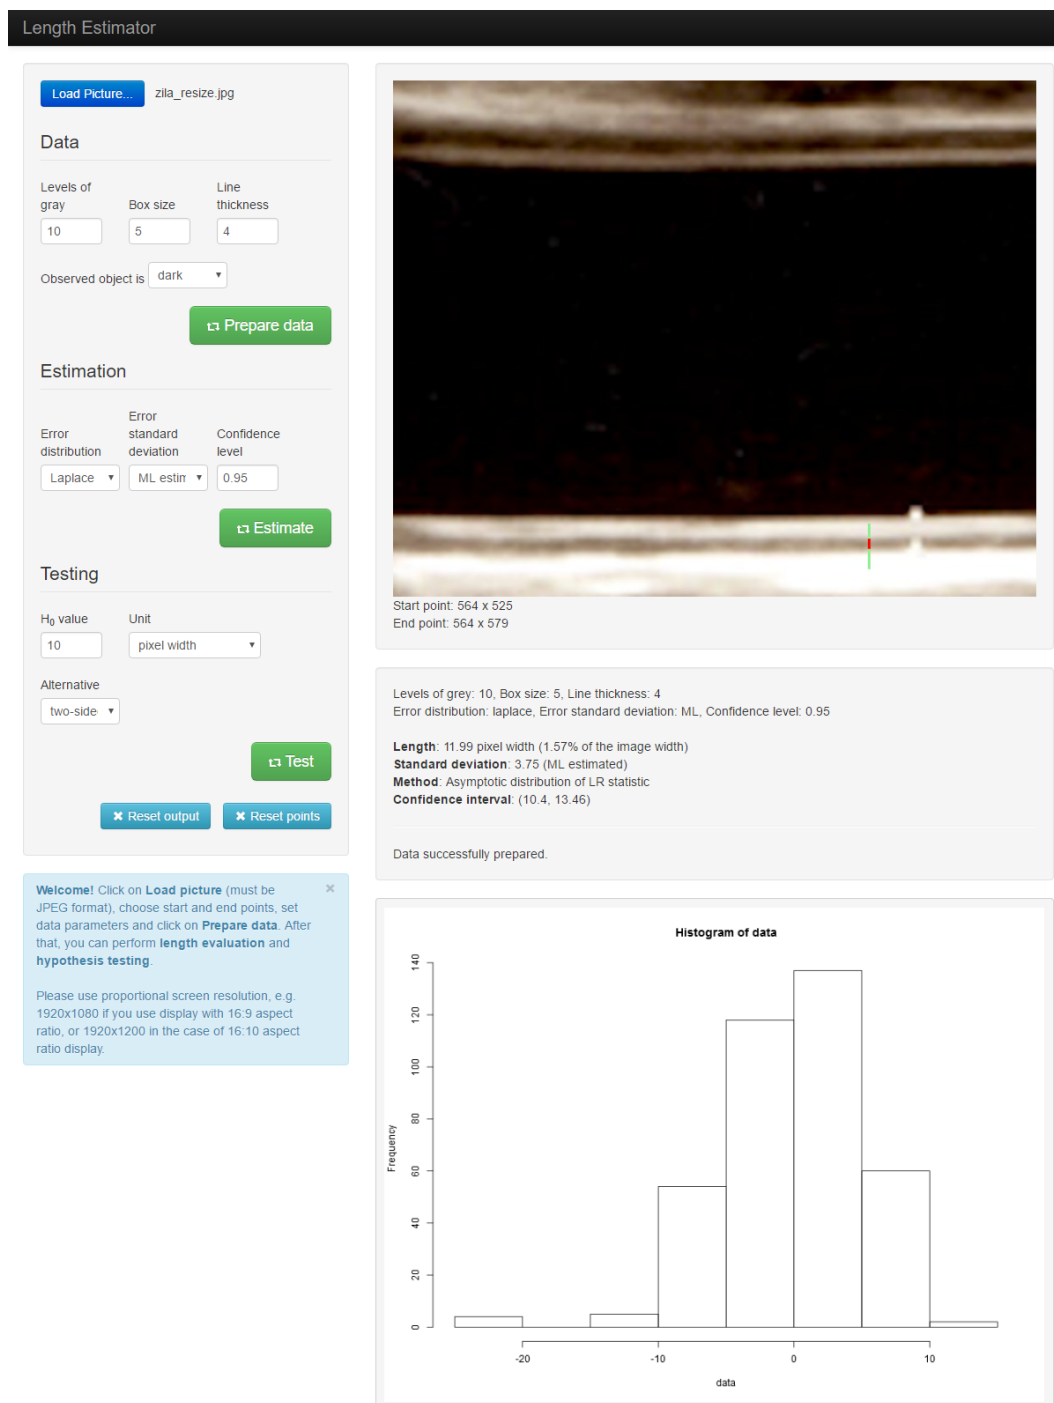 Length Estimator
Load Picture... zila_resize.jpg
Data
Levels of gray
Box size
Line thickness
10
5
4
Observed object is dark
Prepare data
Estimation
Error distribution
Error standard deviation
Confidence level
Laplace
ML estim
0.95
Estimate
Testing
H0 value
Unit
10
pixel width
Alternative
two-side
Test
Reset output
Reset points
Welcome! Click on Load picture (must be
JPEG format), choose start and end points, set
data parameters and click on Prepare data. After
that, you can perform length evaluation and
hypothesis testing.
Please use proportional screen resolution, e.g.
1920x1080 if you use display with 16:9 aspect
ratio, or 1920x1200 in the case of 16:10 aspect
ratio display.
×
Start point: 564 x 525
End point: 564 x 579
Levels of grey: 10, Box size: 5, Line thickness: 4
Error distribution: laplace, Error standard deviation: ML, Confidence level: 0.95
Length: 11.99 pixel width (1.57% of the image width)
Standard deviation: 3.75 (ML estimated)
Method: Asymptotic distribution of LR statistic
Confidence interval: (10.4, 13.46)
Data successfully prepared.
Histogram of data
Frequency
140
120
100
80
60
40
20
0
-20 -10 0 10
data